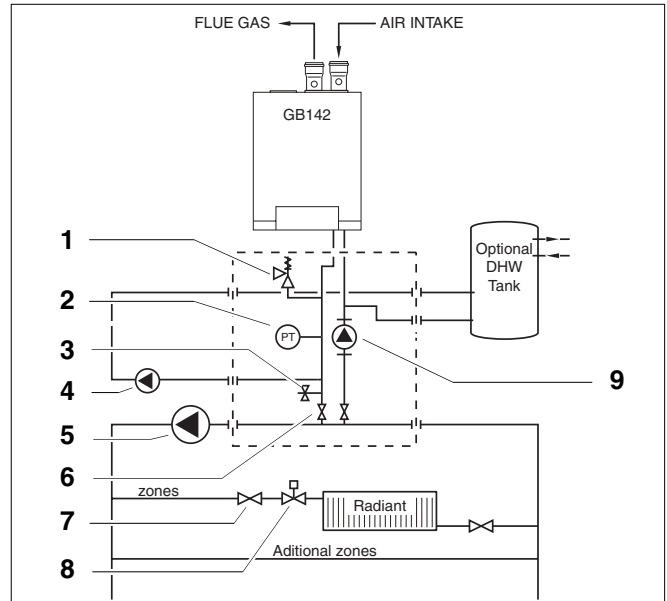 FLUE GAS
AIR INTAKE
GB142
1
Optional
DHW
Tank
2
PT
3
4
9
5
6
zones
7
Radiant
8
Aditional zones